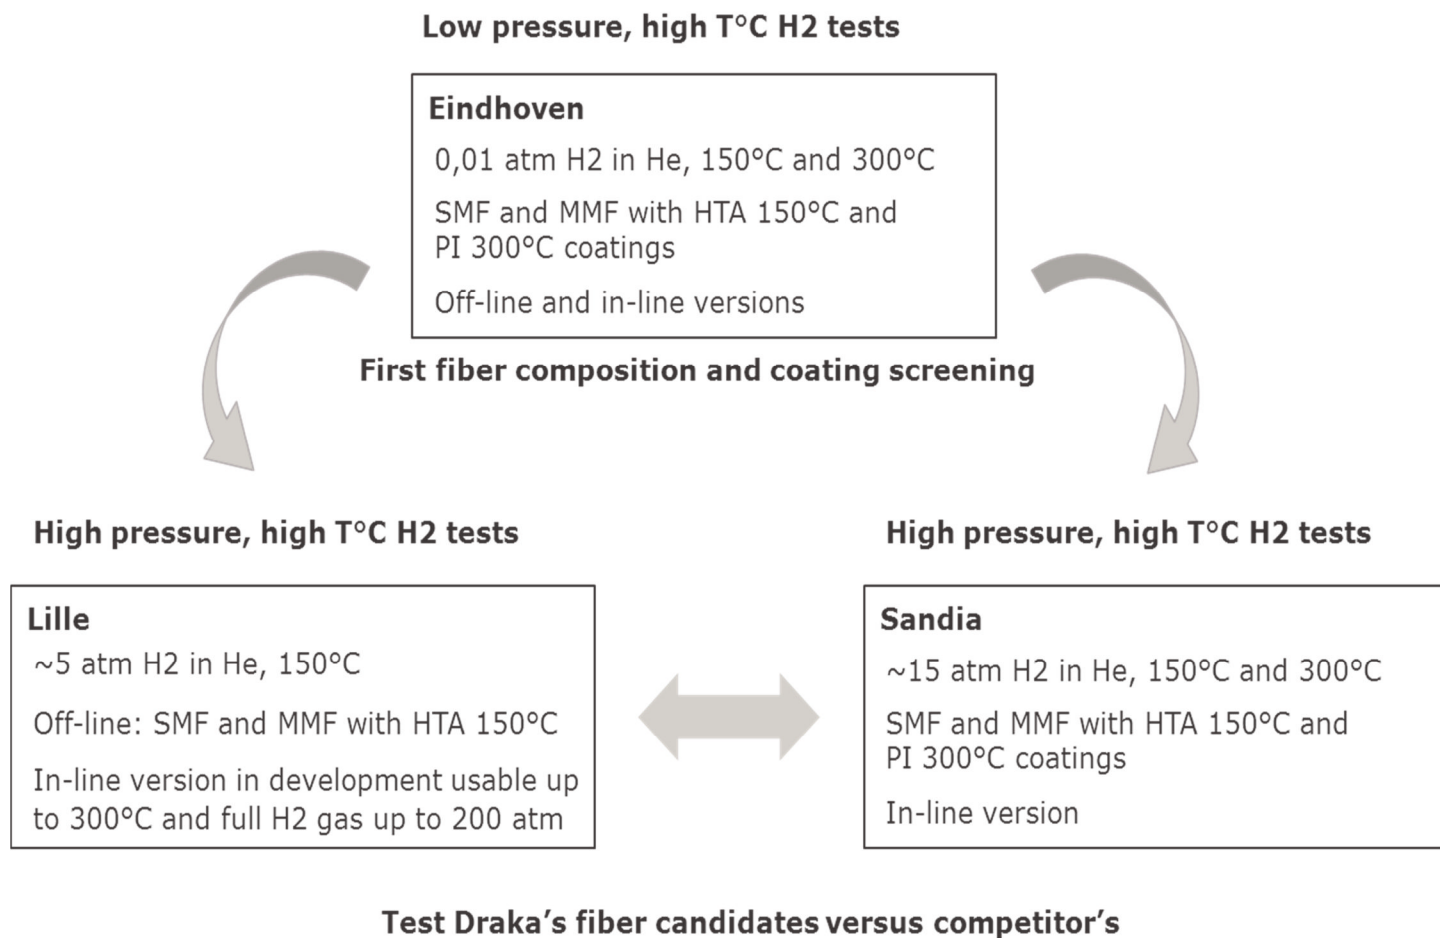 Low pressure, high T°C H2 tests
Eindhoven
0,01 atm H2 in He, 150°C and 300°C
SMF and MMF with HTA 150°C and
PI 300°C coatings
Off-line and in-line versions
First fiber composition and coating screening
High pressure, high T°C H2 tests
Lille
~5 atm H2 in He, 150°C
Off-line: SMF and MMF with HTA 150°C
In-line version in development usable up
to 300°C and full H2 gas up to 200 atm
High pressure, high T°C H2 tests
Sandia
~15 atm H2 in He, 150°C and 300°C
SMF and MMF with HTA 150°C and
PI 300°C coatings
In-line version
Test Draka's fiber candidates versus competitor's